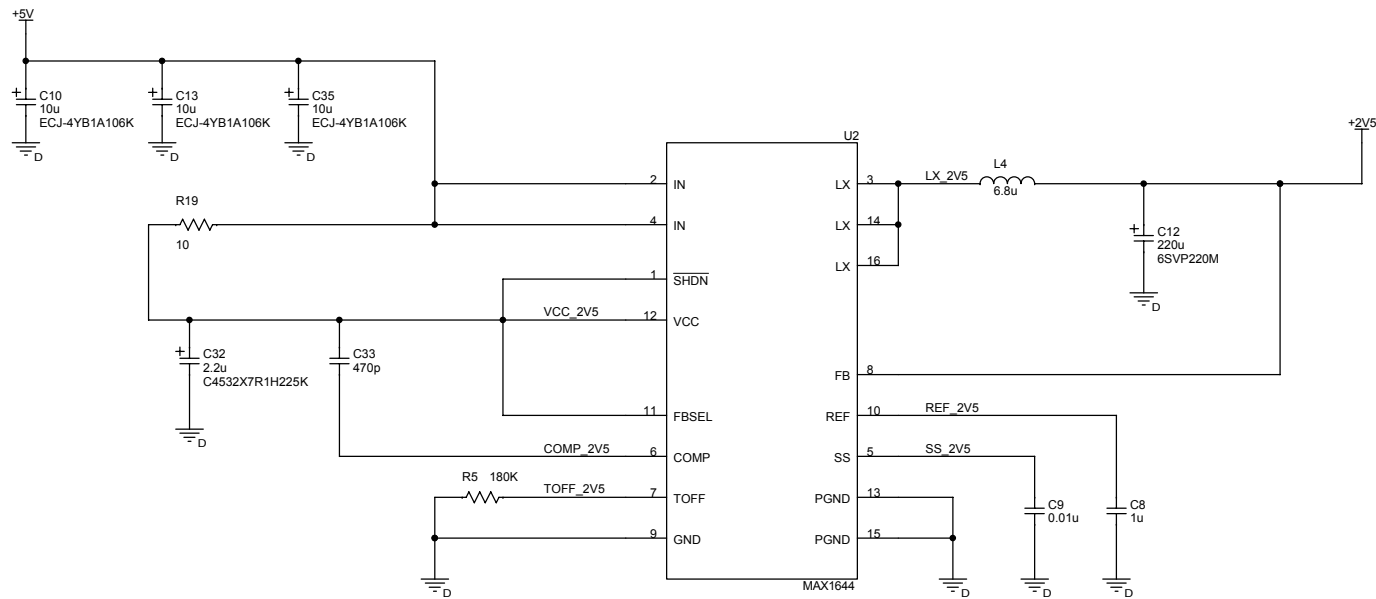 +5V
C10
10u
ECJ-4YB1A106K
D
C13
10u
ECJ-4YB1A106K
D
C35
10u
ECJ-4YB1A106K
D
+2V5
U2
2 IN
4 IN
1 SHDN
12 VCC
11 FBSEL
6 COMP
7 TOFF
9 GND
LX 3
LX 14
LX 16
FB 8
REF 10
SS 5
PGND 13
PGND 15
MAX1644
R19
10
LX_2V5
L4
6.8u
C12
220u
6SVP220M
D
VCC_2V5
C32
2.2u
C4532X7R1H225K
D
C33
470p
COMP_2V5
R5 180K
TOFF_2V5
D
REF_2V5
SS_2V5
C9
0.01u
C8
1u
D
D
D